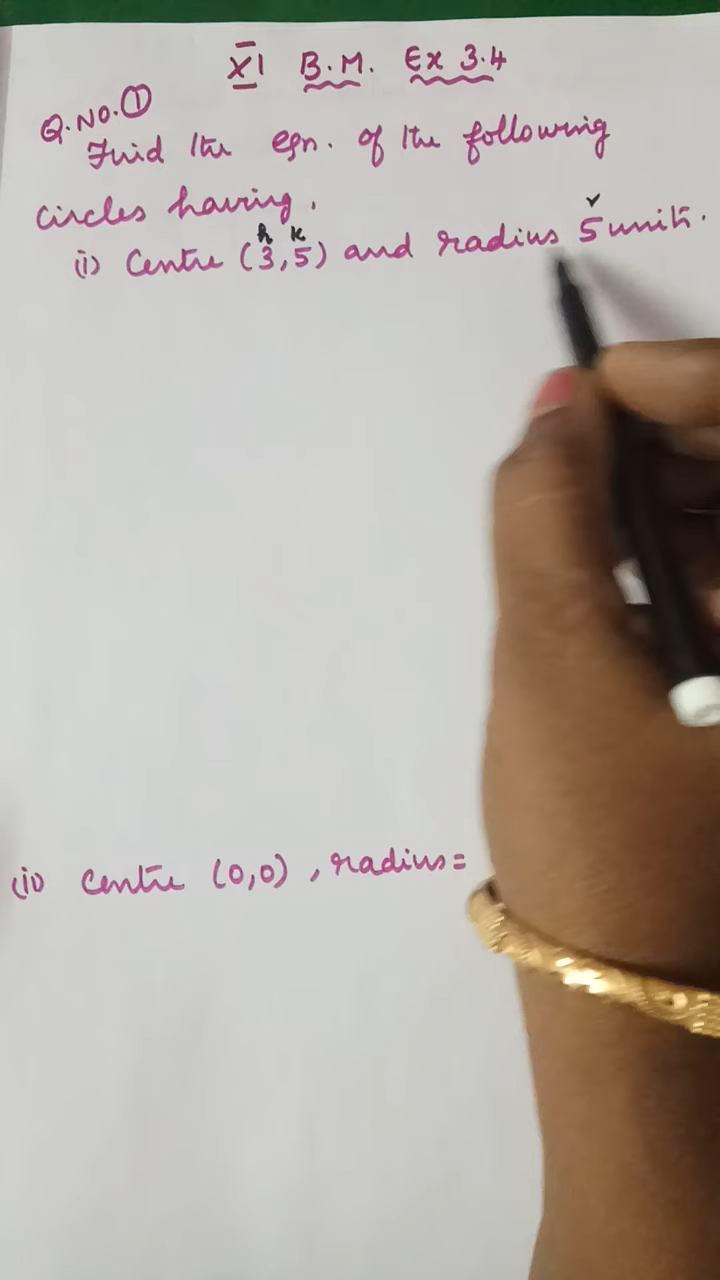 XI B.M. Ex 3.4
Q.No.①
Find the eqn. of the following
circles having.
h k r
(i) Centre (3,5) and radius 5 unit.
(ii) Centre (0,0), radius=